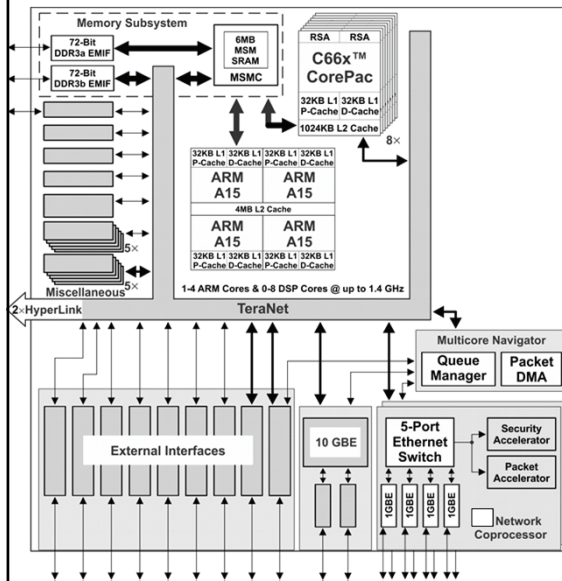 Memory Subsystem
72-Bit
DDR3a EMIF
72-Bit
DDR3b EMIF
6MB
MSM
SRAM
MSMC
RSA RSA
C66x™
CorePac
32KB L1 32KB L1
P-Cache D-Cache
1024KB L2 Cache
8×
32KB L1 32KB L1 32KB L1 32KB L1
P-Cache D-Cache P-Cache D-Cache
ARM ARM
A15 A15
4MB L2 Cache
ARM ARM
A15 A15
32KB L1 32KB L1 32KB L1 32KB L1
P-Cache D-Cache P-Cache D-Cache
5×
5×
Miscellaneous
1-4 ARM Cores & 0-8 DSP Cores @ up to 1.4 GHz
2×HyperLink
TeraNet
Multicore Navigator
Queue
Manager
Packet
DMA
External Interfaces
10 GBE
5-Port
Ethernet
Switch
Security
Accelerator
Packet
Accelerator
1GBE
1GBE
1GBE
1GBE
Network
Coprocessor